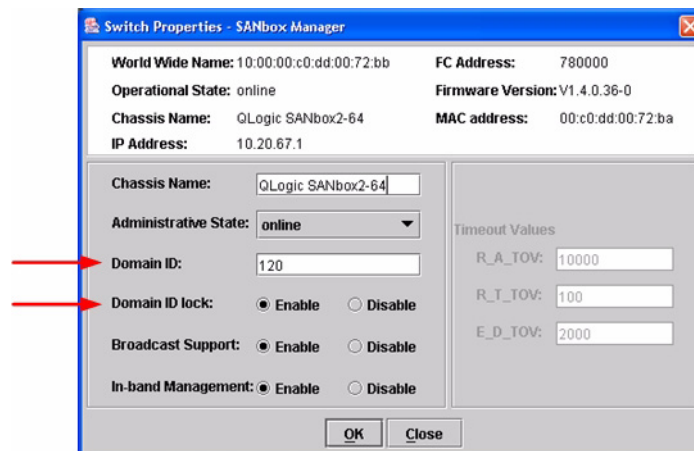 Switch Properties - SANbox Manager
World Wide Name: 10:00:00:c0:dd:00:72:bb FC Address: 780000
Operational State: online Firmware Version: V1.4.0.36-0
Chassis Name: QLogic SANbox2-64 MAC address: 00:c0:dd:00:72:ba
IP Address: 10.20.67.1
Chassis Name: QLogic SANbox2-64
Administrative State: online
Timeout Values
Domain ID: 120 R_A_TOV: 10000
Domain ID lock: Enable Disable R_T_TOV: 100
Broadcast Support: Enable Disable E_D_TOV: 2000
In-band Management: Enable Disable
OK Close